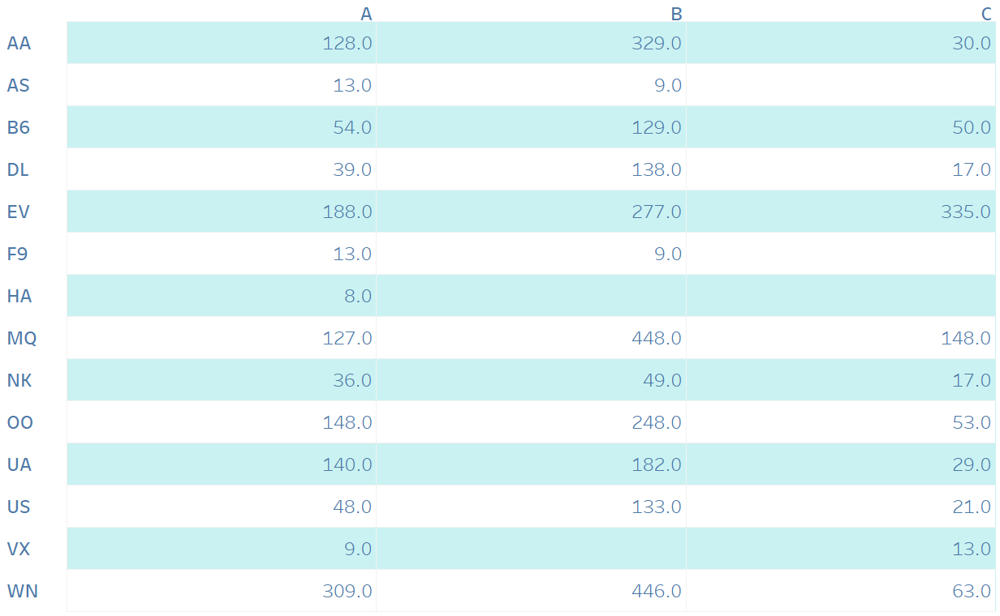 A B C
AA 128.0 329.0 30.0
AS 13.0 9.0
B6 54.0 129.0 50.0
DL 39.0 138.0 17.0
EV 188.0 277.0 335.0
F9 13.0 9.0
HA 8.0
MQ 127.0 448.0 148.0
NK 36.0 49.0 17.0
OO 148.0 248.0 53.0
UA 140.0 182.0 29.0
US 48.0 133.0 21.0
VX 9.0 13.0
WN 309.0 446.0 63.0